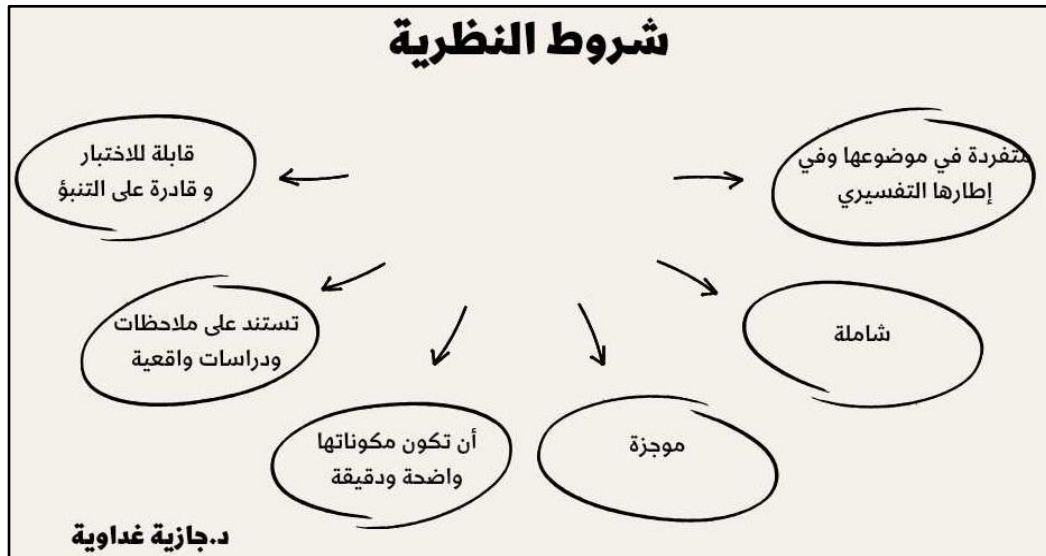 شروط النظرية
متفردة في موضوعها وفي
إطارها التفسيري
شاملة
موجزة
أن تكون مكوناتها
واضحة ودقيقة
تستند على ملاحظات
ودراسات واقعية
قابلة للاختبار
و قادرة على التنبؤ
د.جازية غداوية